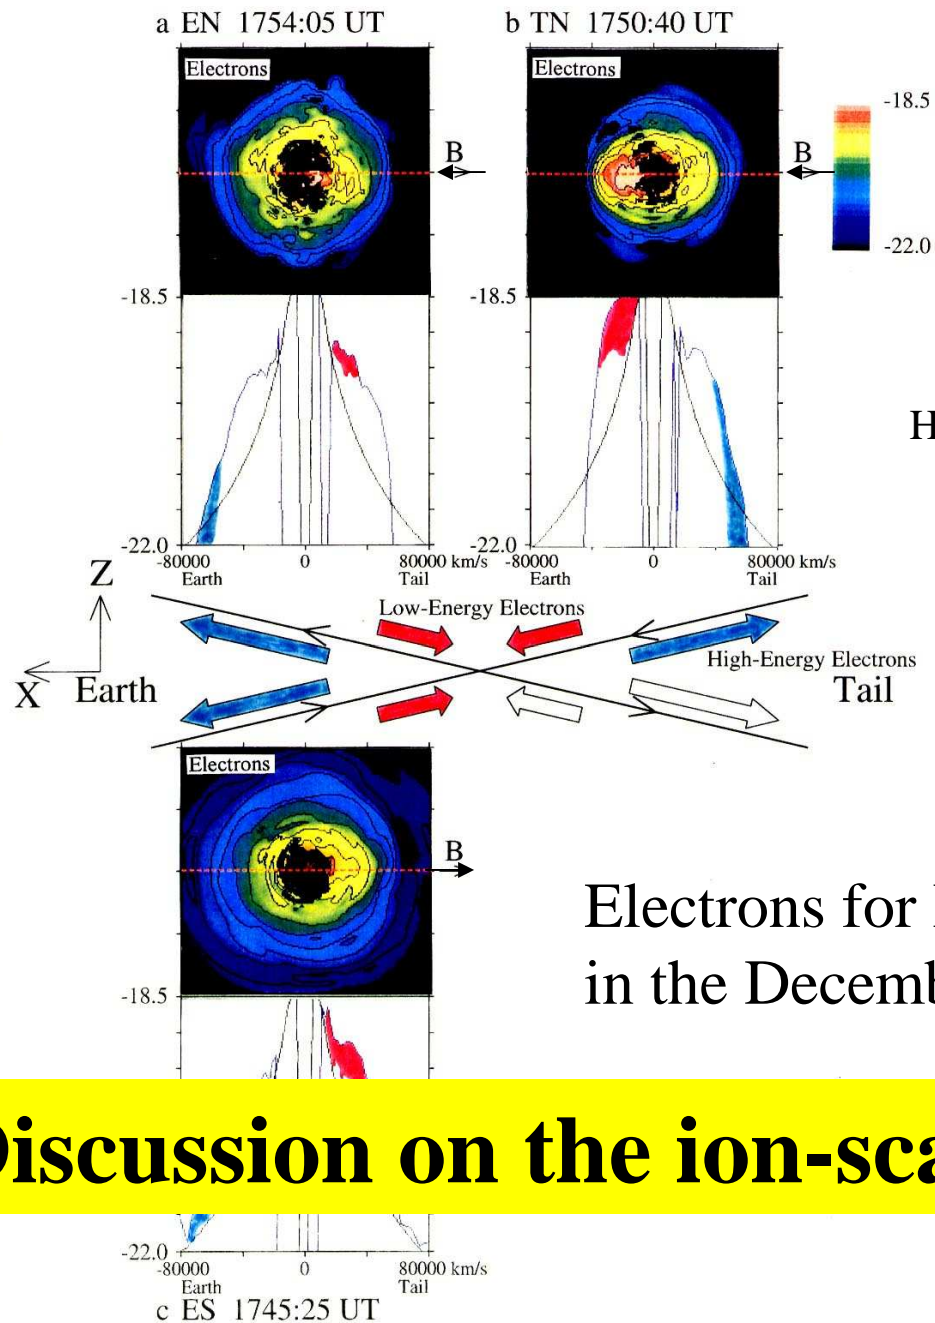 a EN 1754:05 UT
b TN 1750:40 UT
Electrons
Electrons
-18.5
-22.0
B
B
-18.5
-18.5
H
-22.0
-22.0
-80000 0 80000 km/s
Earth Tail
-80000 0 80000 km/s
Earth Tail
Z
X
Earth
Low-Energy Electrons
High-Energy Electrons
Tail
Electrons
B
Electrons for
in the Decemb
-18.5
Discussion on the ion-sca
-22.0
-80000 0 80000 km/s
Earth Tail
c ES 1745:25 UT